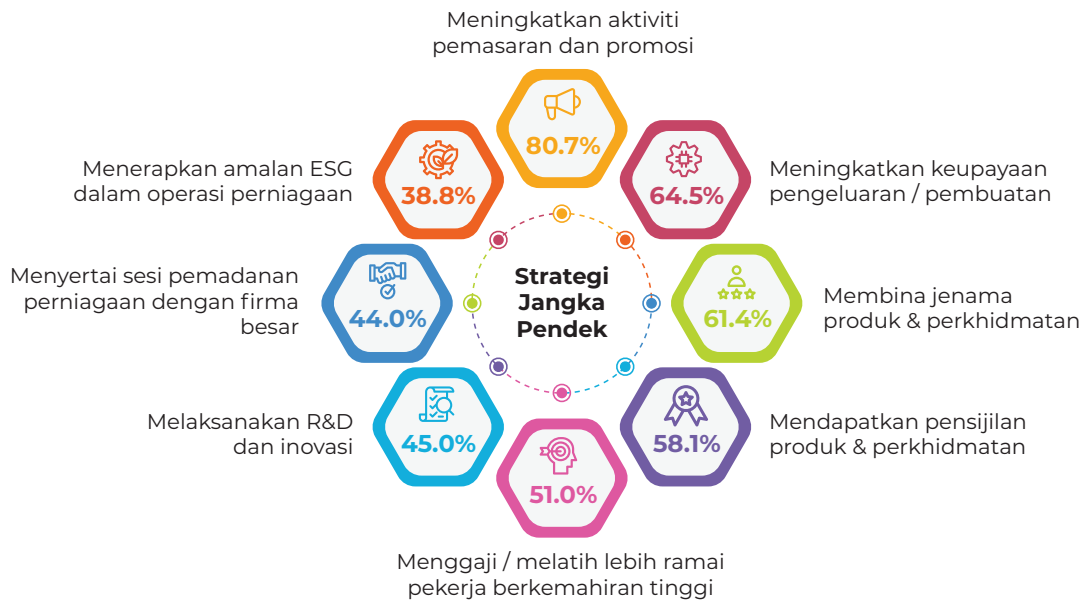 Meningkatkan aktiviti
pemasaran dan promosi
80.7%
Meningkatkan keupayaan
pengeluaran / pembuatan
64.5%
Membina jenama
produk & perkhidmatan
61.4%
Mendapatkan pensijilan
produk & perkhidmatan
58.1%
Menggaji / melatih lebih ramai
pekerja berkemahiran tinggi
51.0%
Melaksanakan R&D
dan inovasi
45.0%
Menyertai sesi pemadanan
perniagaan dengan firma
besar
44.0%
Menerapkan amalan ESG
dalam operasi perniagaan
38.8%
Strategi
Jangka
Pendek